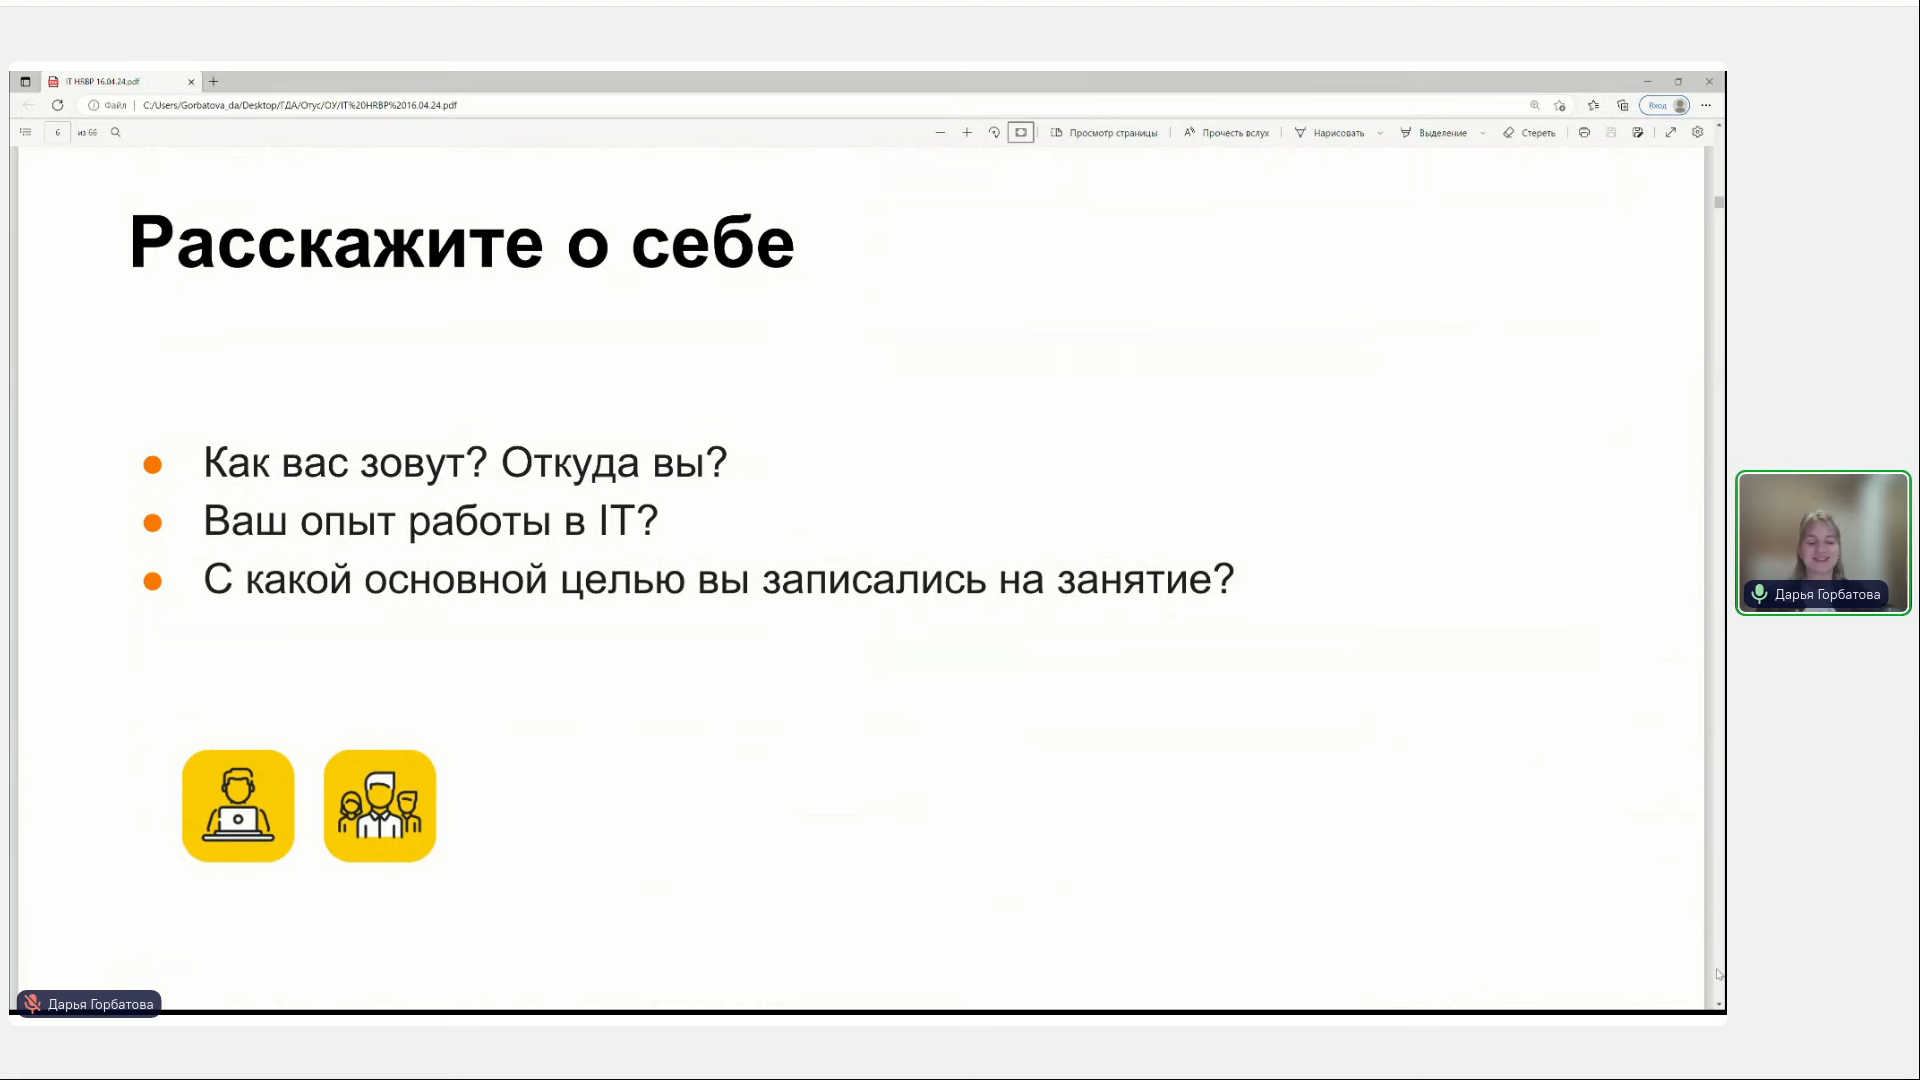 IT HRBP 16.04.24.pdf
Файл
C:/Users/Gorbatova_da/Desktop/ГДА/Отус/ОУ/IT%20HRBP%2016.04.24.pdf
Вход
6 из 66
Просмотр страницы
Прочесть вслух
Нарисовать
Выделение
Стереть
Расскажите о себе
Как вас зовут? Откуда вы?
Ваш опыт работы в IT?
С какой основной целью вы записались на занятие?
Дарья Горбатова
Дарья Горбатова